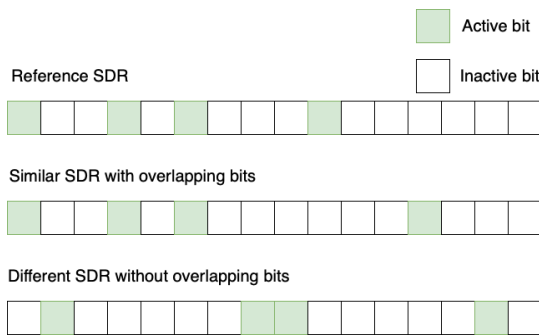 Active bit
Reference SDR
Inactive bit
Similar SDR with overlapping bits
Different SDR without overlapping bits